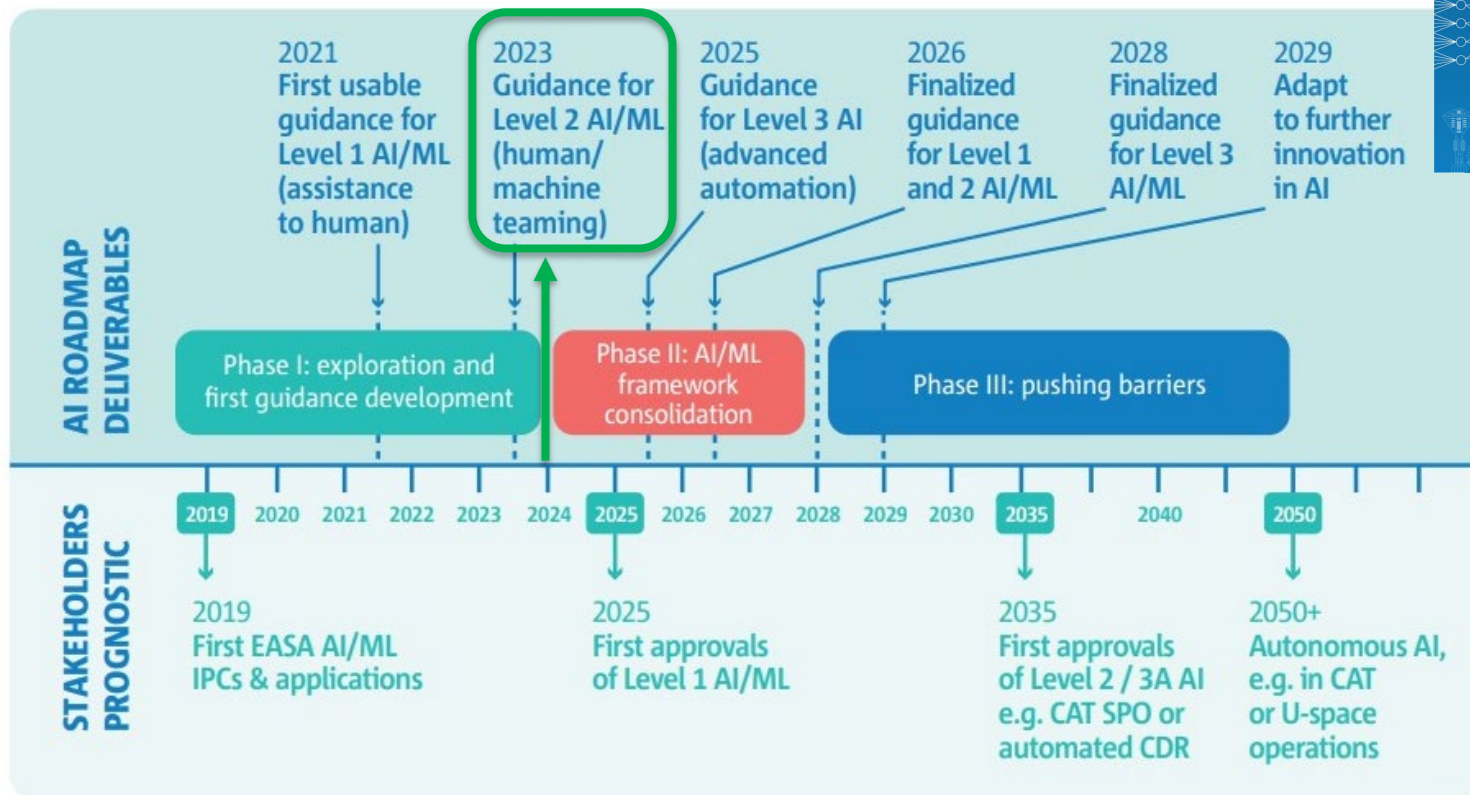 AI ROADMAP
DELIVERABLES
2021
First usable
guidance for
Level 1 AI/ML
(assistance
to human)
2023
Guidance for
Level 2 AI/ML
(human/
machine
teaming)
2025
Guidance
for Level 3 AI
(advanced
automation)
2026
Finalized
guidance
for Level 1
and 2 AI/ML
2028
Finalized
guidance
for Level 3
AI/ML
2029
Adapt
to further
innovation
in AI
Phase I: exploration and
first guidance development
Phase II: AI/ML
framework
consolidation
Phase III: pushing barriers
2019 2020 2021 2022 2023 2024 2025 2026 2027 2028 2029 2030 2035 2040 2050
STAKEHOLDERS
PROGNOSTIC
2019
First EASA AI/ML
IPCs & applications
2025
First approvals
of Level 1 AI/ML
2035
First approvals
of Level 2 / 3A AI
e.g. CAT SPO or
automated CDR
2050+
Autonomous AI,
e.g. in CAT
or U-space
operations